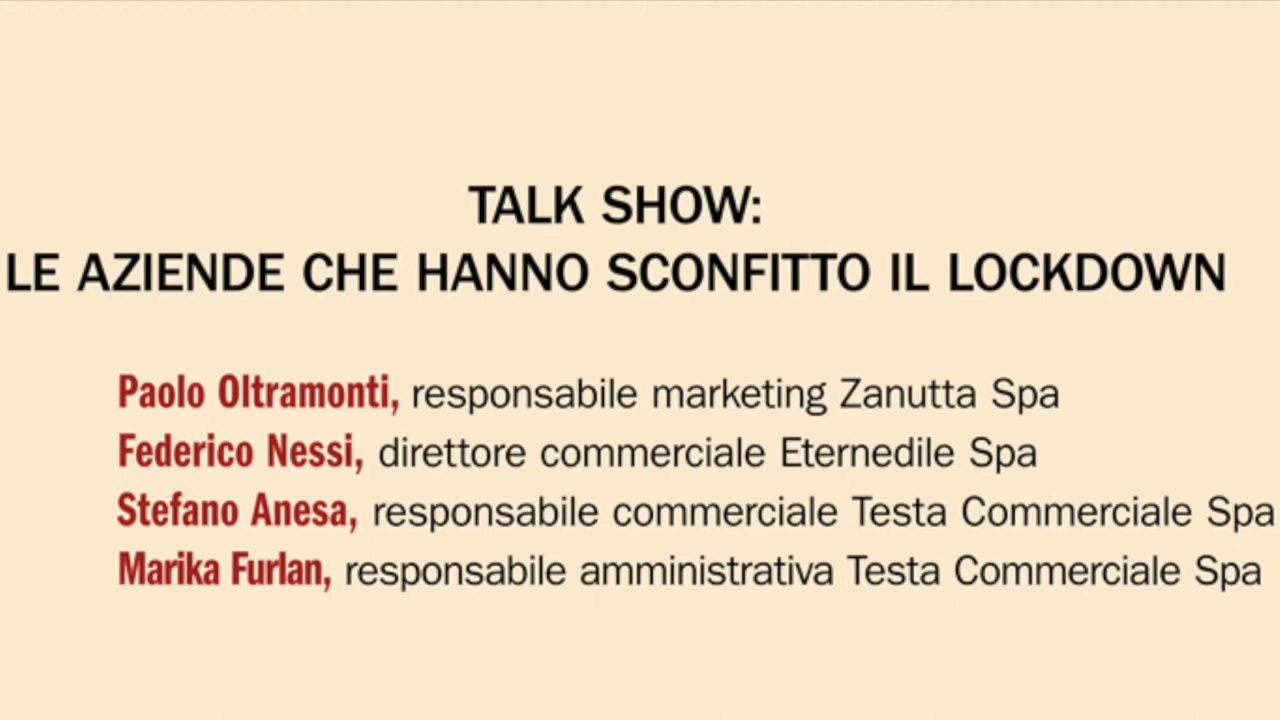 TALK SHOW:
LE AZIENDE CHE HANNO SCONFITTO IL LOCKDOWN
Paolo Oltramonti, responsabile marketing Zanutta Spa
Federico Nessi, direttore commerciale Eternedile Spa
Stefano Anesa, responsabile commerciale Testa Commerciale Spa
Marika Furlan, responsabile amministrativa Testa Commerciale Spa